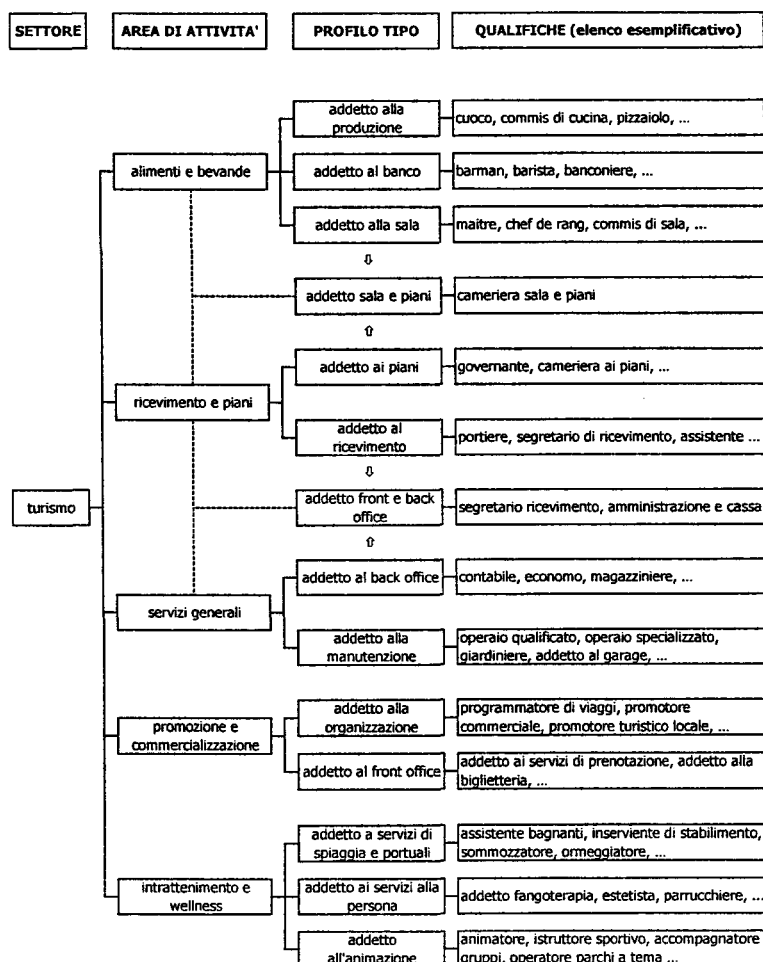 SETTORE
AREA DI ATTIVITA'
PROFILO TIPO
QUALIFICHE (elenco esemplificativo)
addetto alla
produzione
cuoco, commis di cucina, pizzaiolo, ...
alimenti e bevande
addetto al banco
barman, barista, banconiere, ...
addetto alla sala
maitre, chef de rang, commis di sala, ...
addetto sala e piani
cameriera sala e piani
addetto ai piani
governante, cameriera ai piani, ...
ricevimento e piani
addetto al
ricevimento
portiere, segretario di ricevimento, assistente ...
turismo
addetto front e back
office
segretario ricevimento, amministrazione e cassa
addetto al back office
contabile, economo, magazziniere, ...
servizi generali
addetto alla
manutenzione
operaio qualificato, operaio specializzato,
giardiniere, addetto al garage, ...
promozione e
commercializzazione
addetto alla
organizzazione
programmatore di viaggi, promotore
commerciale, promotore turistico locale, ...
addetto al front office
addetto ai servizi di prenotazione, addetto alla
biglietteria, ...
addetto a servizi di
spiaggia e portuali
assistente bagnanti, inserviente di stabilimento,
sommozzatore, ormeggiatore, ...
intrattenimento e
wellness
addetto ai servizi alla
persona
addetto fangoterapia, estetista, parrucchiere, ...
addetto
all'animazione
animatore, istruttore sportivo, accompagnatore
gruppi, operatore parchi a tema ...